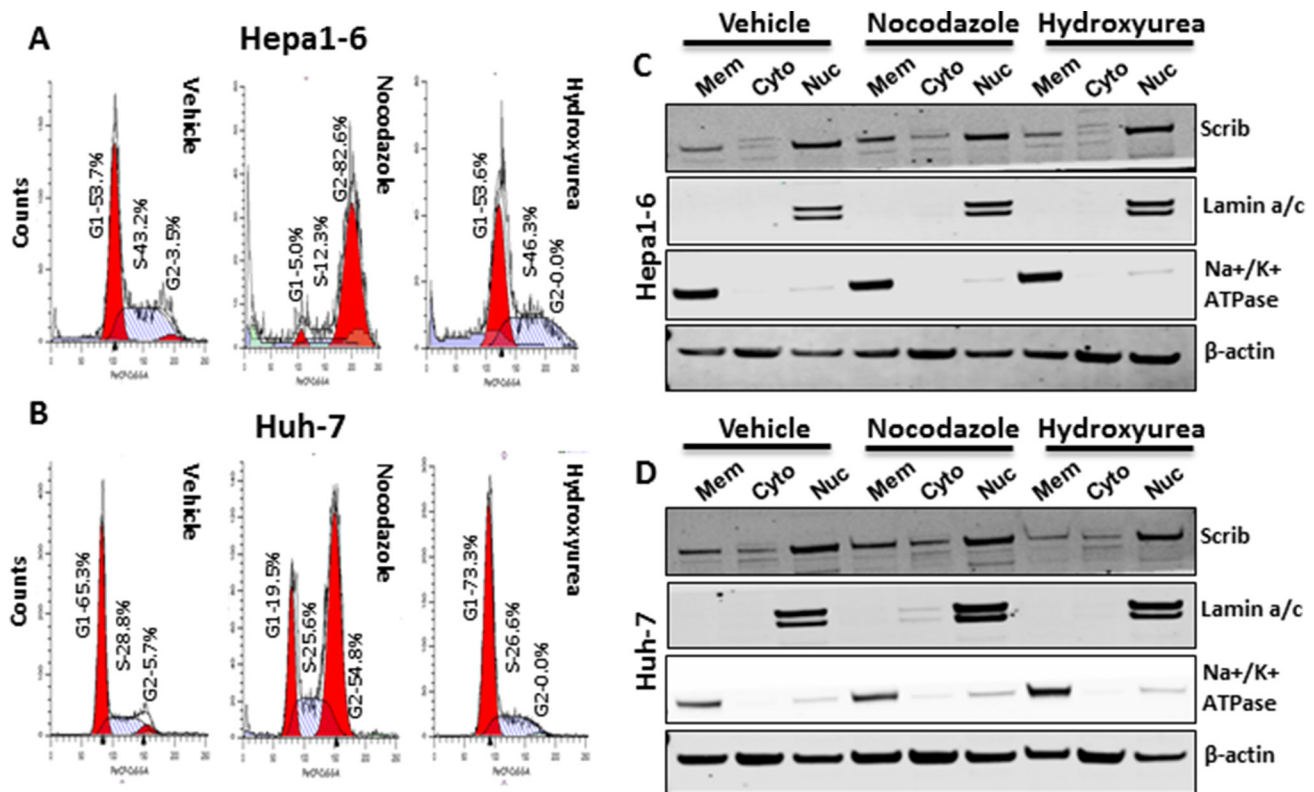 A
Hepa1-6
Counts
Vehicle
G1-53.7%
S-43.2%
G2-3.5%
Nocodazole
G1-5.0%
S-12.3%
G2-82.6%
Hydroxyurea
G1-53.6%
S-46.3%
G2-0.0%
B
Huh-7
Counts
Vehicle
G1-65.3%
S-28.8%
G2-5.7%
Nocodazole
G1-19.5%
S-25.6%
G2-54.8%
Hydroxyurea
G1-73.3%
S-26.6%
G2-0.0%
C
Vehicle Nocodazole Hydroxyurea
Mem Cyto Nuc Mem Cyto Nuc Mem Cyto Nuc
Hepa1-6
Scrib
Lamin a/c
Na+/K+
ATPase
β-actin
D
Vehicle Nocodazole Hydroxyurea
Mem Cyto Nuc Mem Cyto Nuc Mem Cyto Nuc
Huh-7
Scrib
Lamin a/c
Na+/K+
ATPase
β-actin